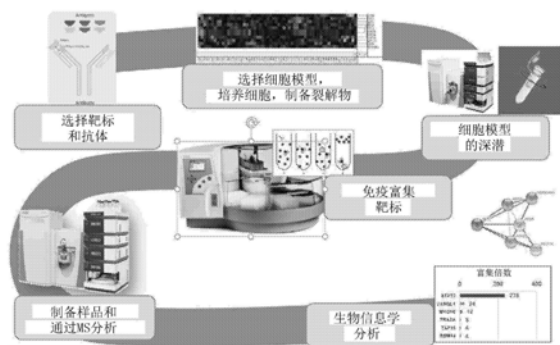 Antigens
选择靶标
和抗体
选择细胞模型，
培养细胞，制备裂解物
细胞模型
的深潜
免疫富集
靶标
制备样品和
通过MS分析
生物信息学
分析
富集倍数
0 200 400